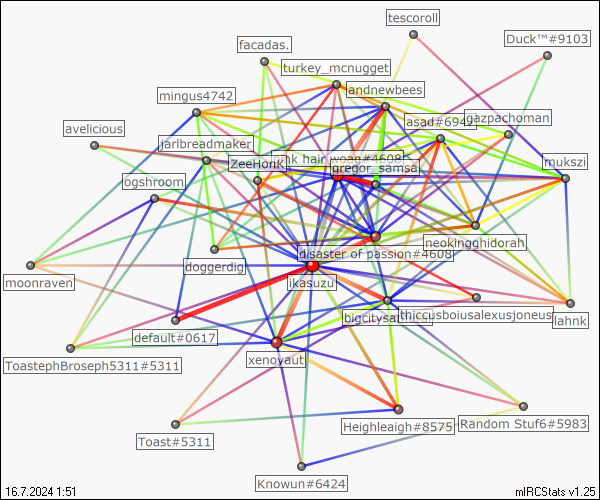 tescoroll
Duck™#9103
facadas.
turkey_mcnugget
andnewbees
mingus4742
asad#694
gazpachoman
avelicious
jarlbreadmaker
ZeeHonk
hair woag#4608
gregor_samsa
mukszi
ogshroom
neokingghidorah
disaster of passion#4608
doggerdig
moonraven
ikasuzu
bigcitysa
thiccusboiusalexusjoneus
lahnk
default#0617
xenoyaut
ToastephBroseph5311#5311
Heighleaigh#8575
Random Stuf6#5983
Toast#5311
Knowun#6424
16.7.2024 1:51
mIRCStats v1.25